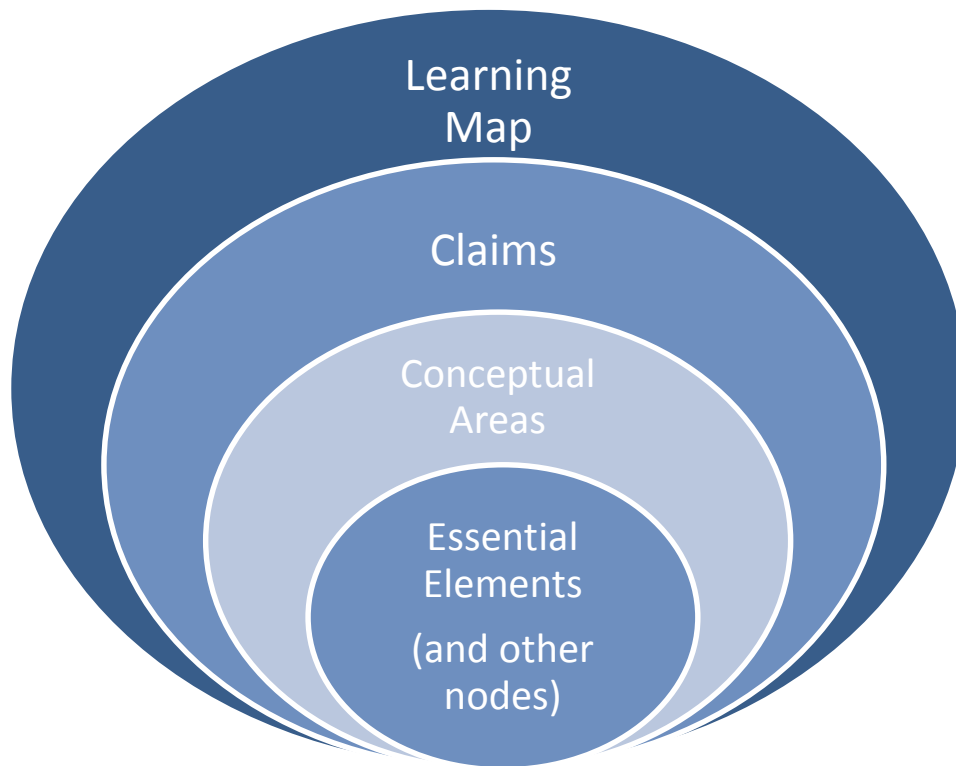 Learning
Map
Claims
Conceptual
Areas
Essential
Elements
(and other
nodes)